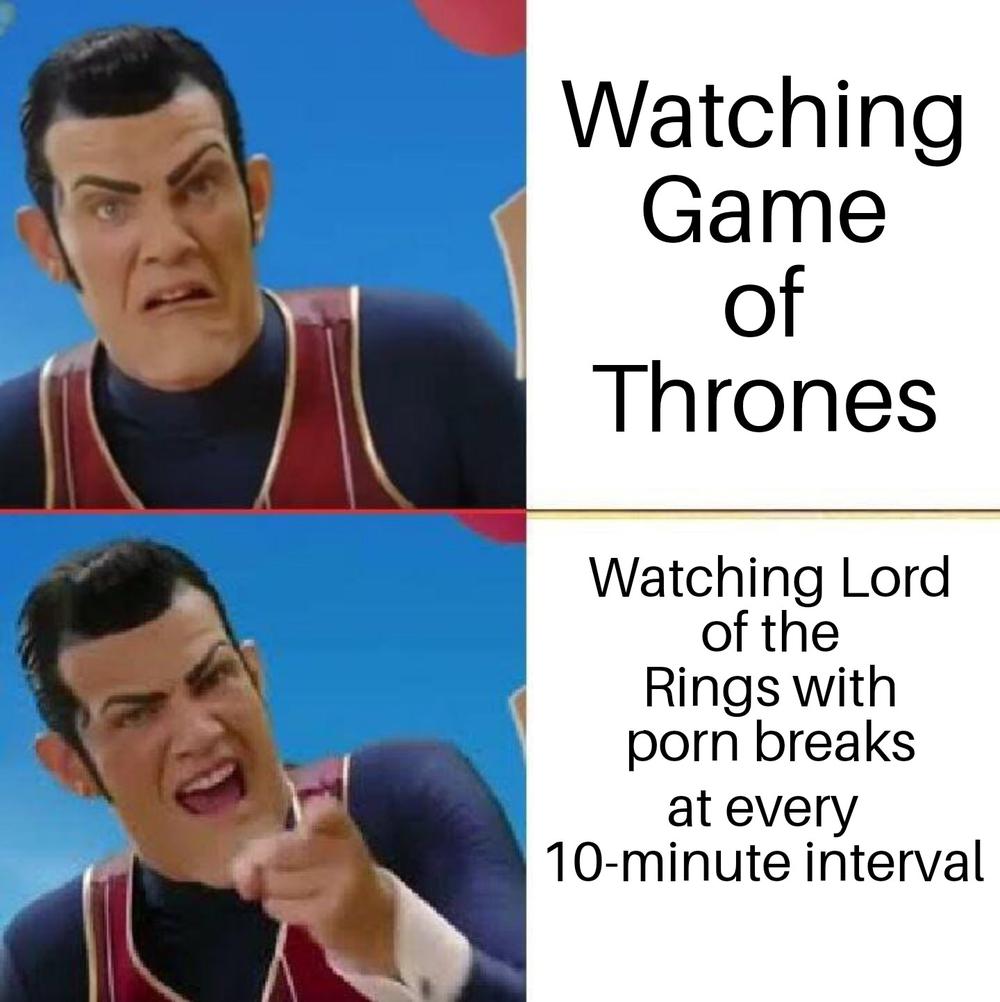 Watching
Game
of
Thrones
Watching Lord
of the
Rings with
porn breaks
at every
10-minute interval